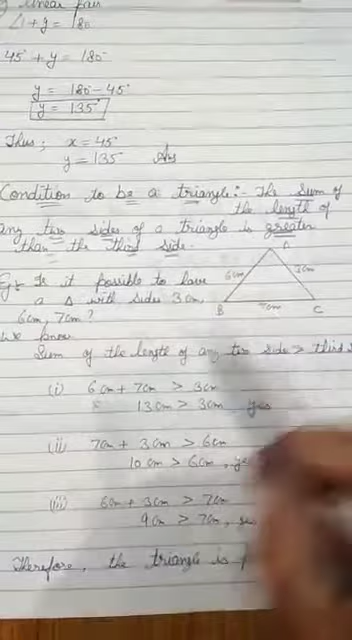 linear pair
∠1 + y = 180
45° + y = 180°
y = 180 - 45°
y = 135°
Thus; x = 45°
y = 135° Ans
Condition to be a triangle:- The sum of
the length of
any two sides of a triangle is greater
than the third side.
A
6cm 3cm
B 7cm C
Eg:- Is it possible to have
a Δ with sides 3cm,
6cm, 7cm?
We know
Sum of the length of any two side > third
(i) 6cm + 7cm > 3cm
13cm > 3cm yes
(ii) 7cm + 3cm > 6cm
10cm > 6cm,
(iii) 6cm + 3cm > 7cm
9cm > 7cm,
Therefore, the triangle is